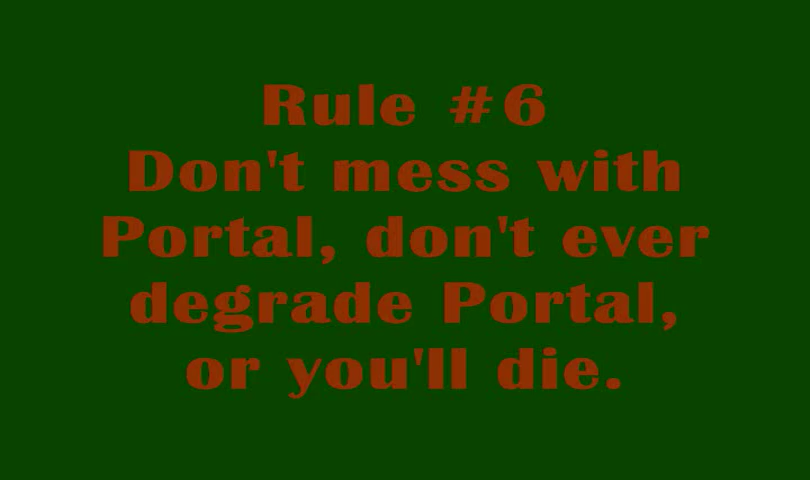 Rule #6
Don't mess with
Portal, don't ever
degrade Portal,
or you'll die.